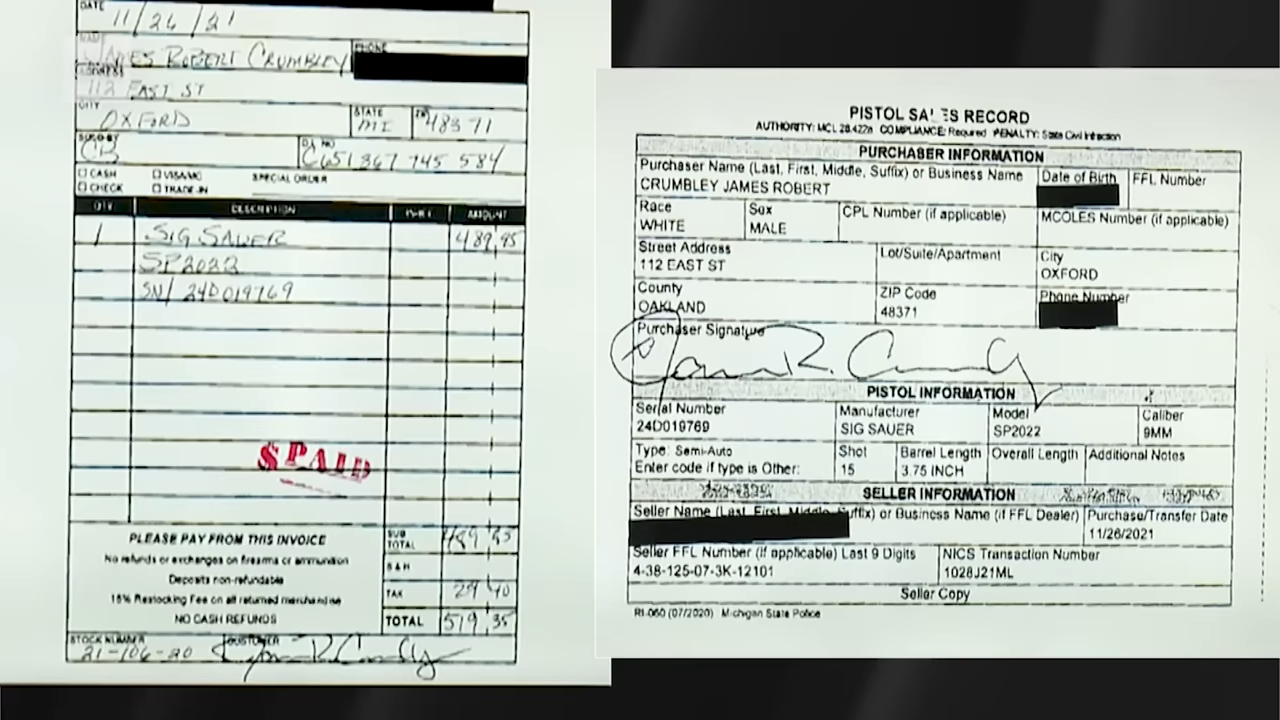 DATE
11/26/21
NAME
JAMES ROBERT CRUMBLEY
PHONE
ADDRESS
112 EAST ST
CITY
OXFORD
STATE
MI
ZIP
48371
SOLD BY
CB
D.L. NO
C651 367 745 584
CASH
VISA/MC
SPECIAL ORDER
CHECK
TRADE-IN
QTY
DESCRIPTION
AMOUNT
1
SIG SAUER
489.95
SP2022
SN/ 24D019769
$ PAID
PLEASE PAY FROM THIS INVOICE
No refunds or exchanges on firearms or ammunition
Deposits non-refundable
15% Restocking Fee on all returned merchandise
NO CASH REFUNDS
SUB TOTAL
489.95
S & H
TAX
29 40
TOTAL
519.35
STOCK NUMBER
21-106-20
CUSTOMER
PISTOL SALES RECORD
AUTHORITY: MCL 28.422a COMPLIANCE: Required PENALTY: State Civil Infraction
PURCHASER INFORMATION
Purchaser Name (Last, First, Middle, Suffix) or Business Name
CRUMBLEY JAMES ROBERT
Date of Birth
FFL Number
Race
WHITE
Sex
MALE
CPL Number (if applicable)
MCOLES Number (if applicable)
Street Address
112 EAST ST
Lot/Suite/Apartment
City
OXFORD
County
OAKLAND
ZIP Code
48371
Phone Number
Purchaser Signature
PISTOL INFORMATION
Serial Number
24D019769
Manufacturer
SIG SAUER
Model
SP2022
Caliber
9MM
Type: Semi-Auto
Enter code if type is Other:
Shot
15
Barrel Length
3.75 INCH
Overall Length
Additional Notes
SELLER INFORMATION
Seller Name (Last, First, Middle, Suffix) or Business Name (if FFL Dealer)
Purchase/Transfer Date
11/26/2021
Seller FFL Number (if applicable) Last 9 Digits
4-38-125-07-3K-12101
NICS Transaction Number
1028J21ML
Seller Copy
RI-060 (07/2020) Michigan State Police